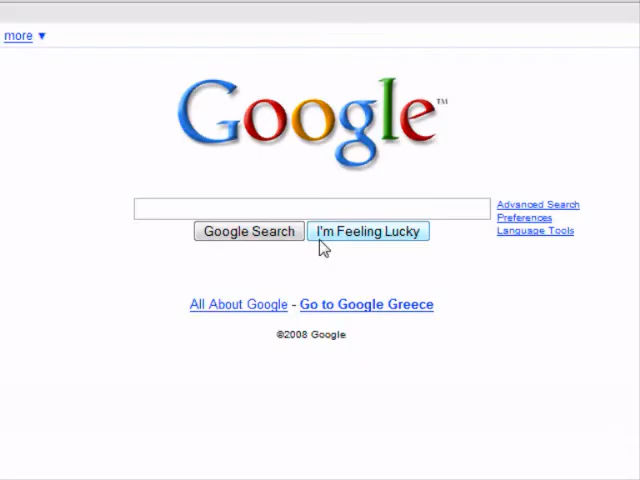 more ▼
Google™
Advanced Search
Preferences
Language Tools
Google Search
I'm Feeling Lucky
All About Google - Go to Google Greece
©2008 Google